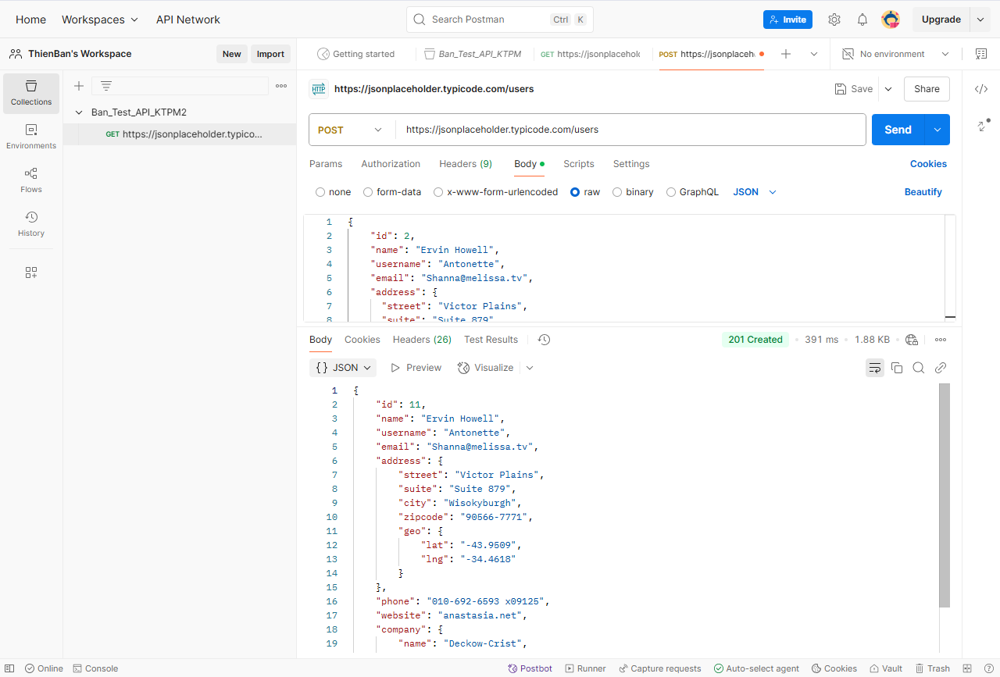 Home Workspaces API Network Search Postman Ctrl K Invite Upgrade
ThienBan's Workspace New Import Getting started Ban_Test_API_KTPM GET https://jsonplacehold POST https://jsonplaceh No environment
Collections
Environments
Flows
History
Ban_Test_API_KTPM2
GET https://jsonplaceholder.typico...
HTTP https://jsonplaceholder.typicode.com/users Save Share
POST https://jsonplaceholder.typicode.com/users Send
Params Authorization Headers (9) Body Scripts Settings Cookies
none form-data x-www-form-urlencoded raw binary GraphQL JSON Beautify
1 {
2 "id": 2,
3 "name": "Ervin Howell",
4 "username": "Antonette",
5 "email": "Shanna@melissa.tv",
6 "address": {
7 "street": "Victor Plains",
8 "suite": "Suite 879"
Body Cookies Headers (26) Test Results 201 Created 391 ms 1.88 KB
{} JSON Preview Visualize
1 {
2 "id": 11,
3 "name": "Ervin Howell",
4 "username": "Antonette",
5 "email": "Shanna@melissa.tv",
6 "address": {
7 "street": "Victor Plains",
8 "suite": "Suite 879",
9 "city": "Wisokyburgh",
10 "zipcode": "90566-7771",
11 "geo": {
12 "lat": "-43.9509",
13 "lng": "-34.4618"
14 }
15 },
16 "phone": "010-692-6593 x09125",
17 "website": "anastasia.net",
18 "company": {
19 "name": "Deckow-Crist",
Online Console Postbot Runner Capture requests Auto-select agent Cookies Vault Trash